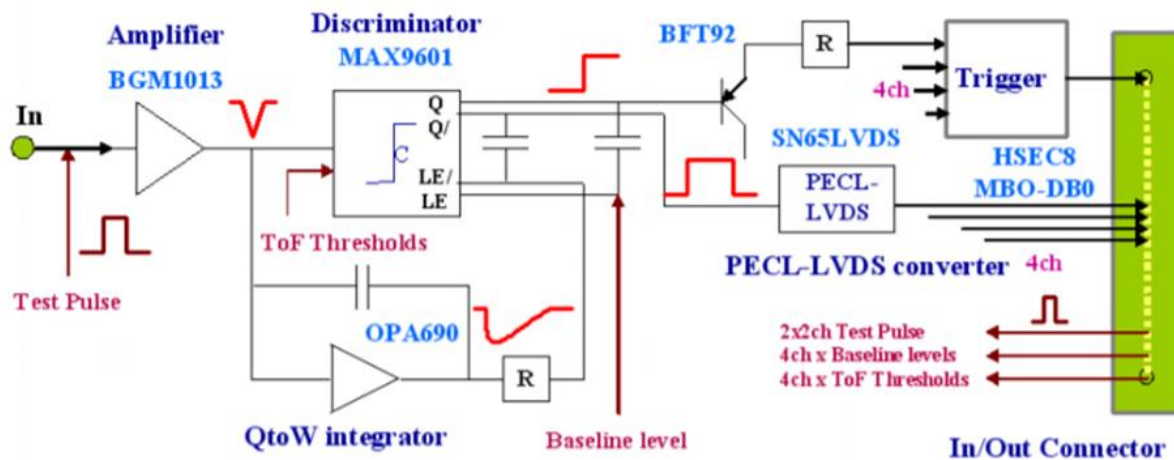 Amplifier
BGM1013
Discriminator
MAX9601
BFT92
R
Trigger
4ch
In
Q
Q/
C
LE/
LE
SN65LVDS
PECL-
LVDS
HSEC8
MBO-DB0
ToF Thresholds
Test Pulse
PECL-LVDS converter
4ch
OPA690
R
2x2ch Test Pulse
4ch x Baseline levels
4ch x ToF Thresholds
QtoW integrator
Baseline level
In/Out Connector